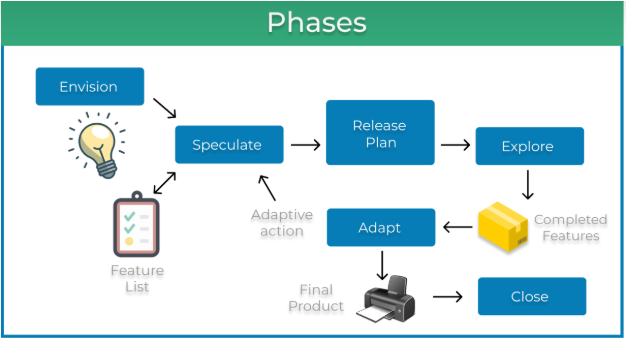 Phases
Envision
Speculate
Release
Plan
Explore
Adaptive
action
Adapt
Completed
Features
Feature
List
Final
Product
Close